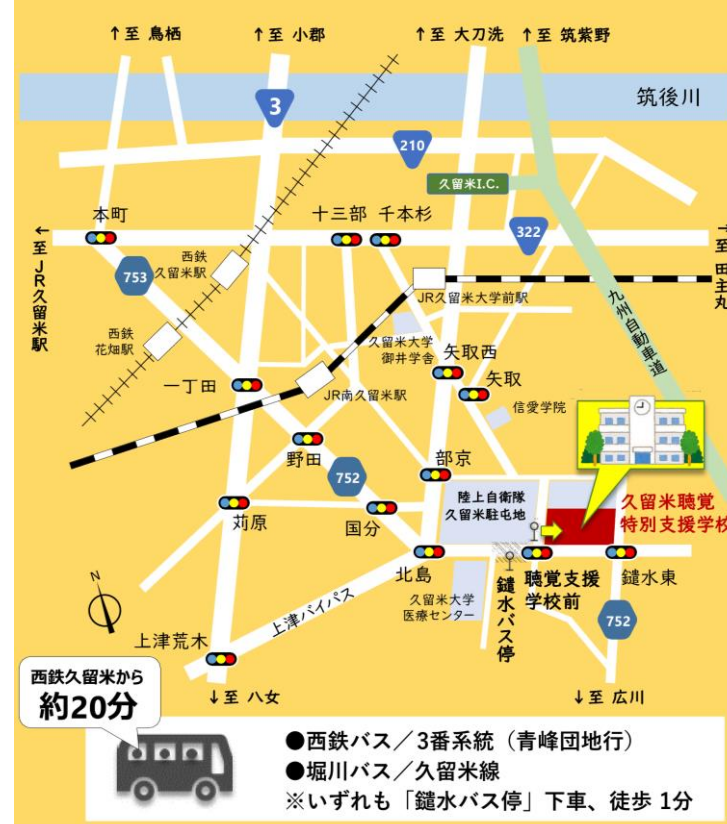 ↑至 鳥栖
↑至 小郡
↑至 大刀洗
↑至 筑紫野
筑後川
3
210
久留米I.C.
本町
十三部
千本杉
322
←至 JR久留米駅
→至 田主丸
753
西鉄
久留米駅
JR久留米大学前駅
九州自動車道
西鉄
花畑駅
久留米大学
御井学舎
矢取西
一丁田
JR南久留米駅
矢取
信愛学院
野田
部京
752
陸上自衛隊
久留米駐屯地
久留米聴覚
特別支援学校
苅原
国分
北島
鑓水バス停
聴覚支援
学校前
鑓水東
N
上津バイパス
久留米大学
医療センター
752
上津荒木
↓至 八女
↓至 広川
西鉄久留米から
約20分
●西鉄バス／3番系統（青峰団地行）
●堀川バス／久留米線
※いずれも「鑓水バス停」下車、徒歩 1分